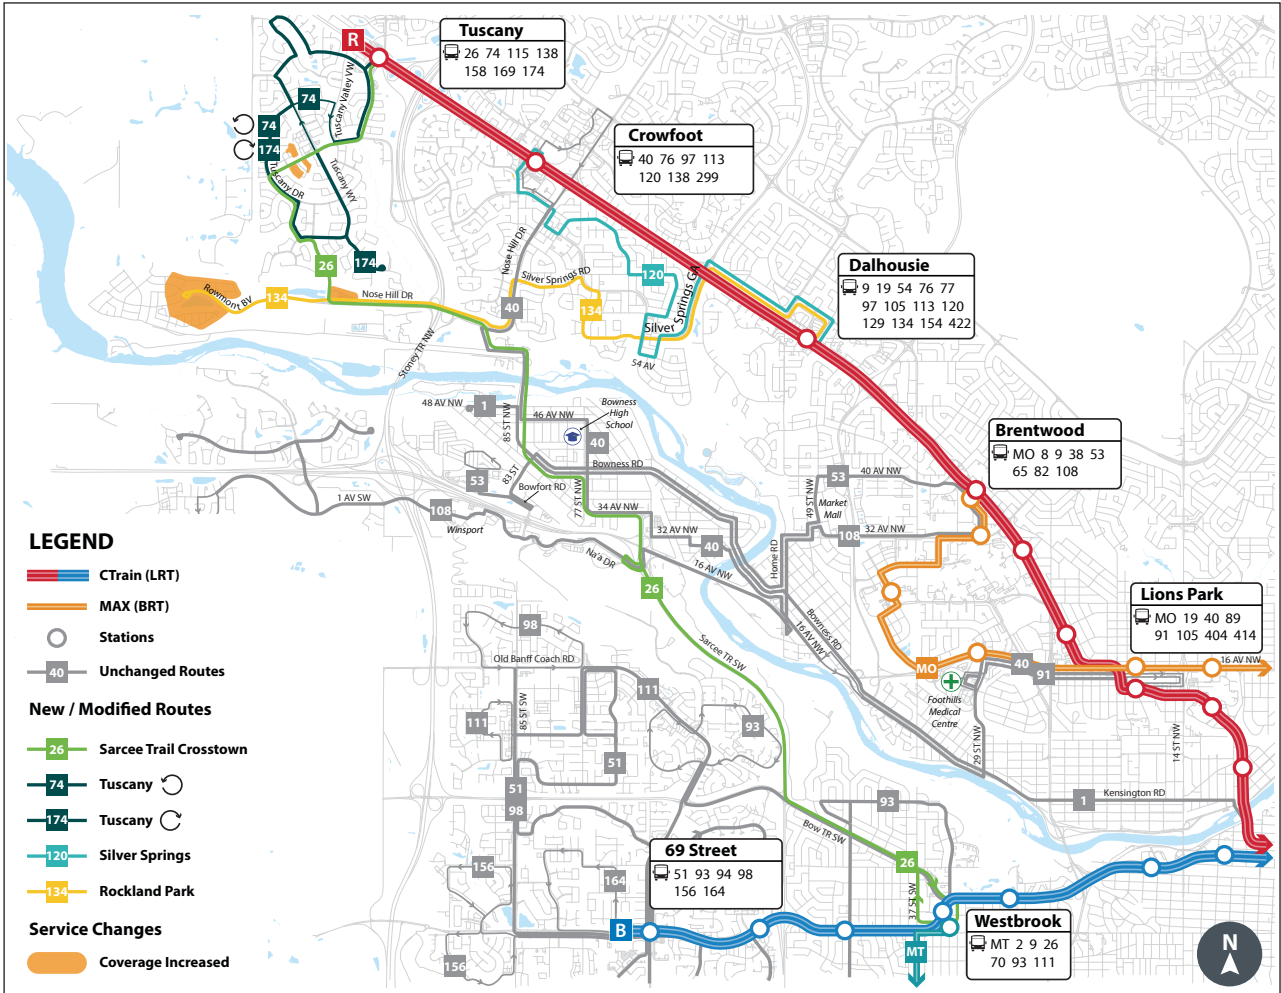 R
Tuscany
26 74 115 138
158 169 174
Crowfoot
40 76 97 113
120 138 299
Dalhousie
9 19 54 76 77
97 105 113 120
129 134 154 422
Brentwood
MO 8 9 38 53
65 82 108
Lions Park
MO 19 40 89
91 105 404 414
69 Street
51 93 94 98
156 164
Westbrook
MT 2 9 26
70 93 111
74
74
174
Tuscany Valley VW
Tuscany WY
Tuscany DR
174
26
134
Rowmont BV
Nose Hill DR
Nose Hill DR
Silver Springs RD
120
134
40
Silver Springs GA
54 AV
Stoney TR NW
48 AV NW
1
85 ST NW
46 AV NW
Bowness
High
School
40
Bowness RD
53
83 ST
Bowfort RD
77 ST NW
34 AV NW
32 AV NW
40
1 AV SW
108
Winsport
Na'a DR
16 AV NW
26
53
40 AV NW
49 ST NW
Market
Mall
108
32 AV NW
Home RD
Bowness RD
16 AV NW
MO
40
91
16 AV NW
Foothills
Medical
Centre
29 ST NW
14 ST NW
1
Kensington RD
98
Old Banff Coach RD
Sarcee TR SW
111
111
85 ST SW
93
51
51
98
93
Bow TR SW
26
37 ST SW
156
164
B
156
MT
N
LEGEND
CTrain (LRT)
MAX (BRT)
Stations
40 Unchanged Routes
New / Modified Routes
26 Sarcee Trail Crosstown
74 Tuscany
174 Tuscany
120 Silver Springs
134 Rockland Park
Service Changes
Coverage Increased